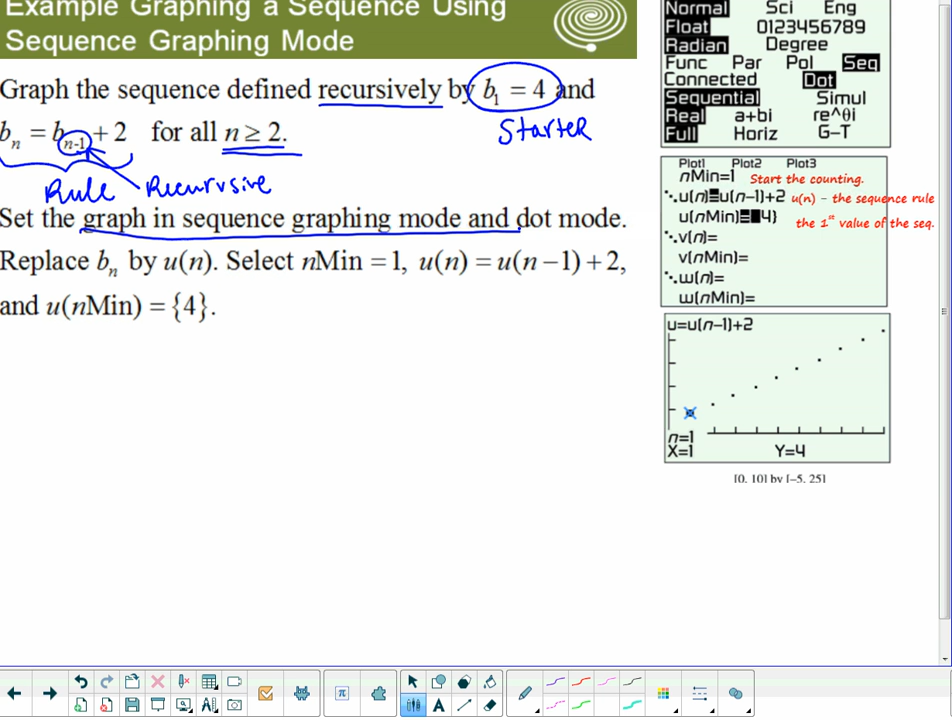 Example Graphing a Sequence Using
Sequence Graphing Mode
Graph the sequence defined recursively by b₁ = 4 and
Starter
bₙ = bₙ₋₁ + 2 for all n ≥ 2.
Rule Recurvsive
Set the graph in sequence graphing mode and dot mode.
Replace bₙ by u(n). Select nMin = 1, u(n) = u(n−1) + 2,
and u(nMin) = {4}.
Normal Sci Eng
Float 0123456789
Radian Degree
Func Par Pol Seq
Connected Dot
Sequential Simul
Real a+bi re^θi
Full Horiz G-T
Plot1 Plot2 Plot3
nMin=1 Start the counting.
u(n)=u(n-1)+2 u(n) - the sequence rule
u(nMin)=4} the 1st value of the seq.
v(n)=
v(nMin)=
w(n)=
w(nMin)=
u=u(n-1)+2
n=1
X=1 Y=4
[0, 10] by [−5, 25]
π
A
A